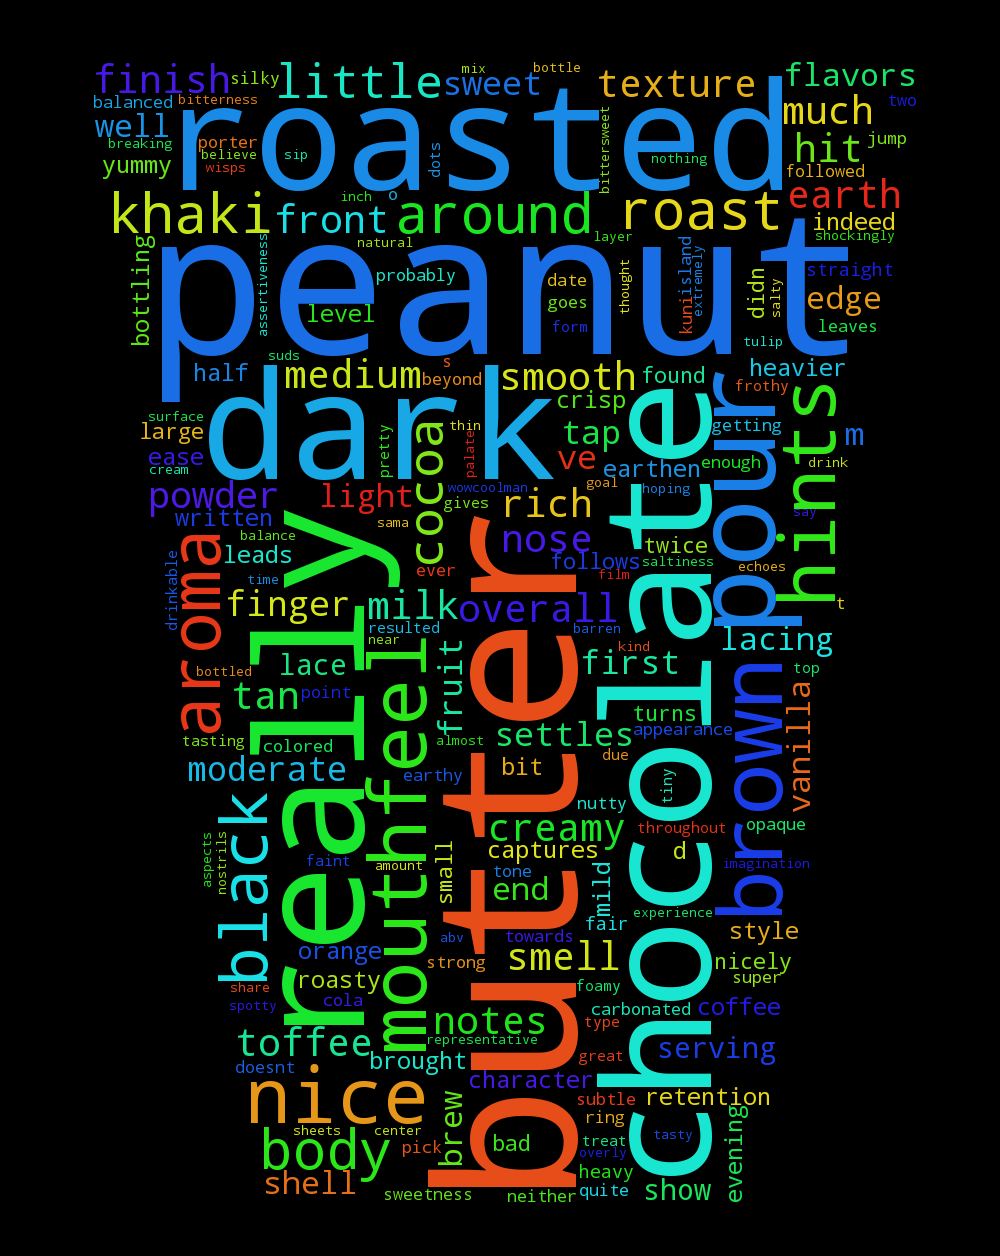 mix
bottle
finish
silky
little
sweet
texture
flavors
balanced
bitterness
roasted
much
two
well
porter
dots
bittersweet
hit
jump
breaking
believe
sip
nothing
yummy
wisps
followed
inch
o
earth
khaki
front
around
roast
indeed
layer
shockingly
bottling
assertiveness
natural
peanut
probably
date
thought
kuni
island
extremely
didn
salty
straight
goes
edge
level
form
leaves
suds
tulip
half
medium
s
beyond
smooth
found
heavier
frothy
dark
surface
large
pretty
cocoa
thin
palate
crisp
tap
chocolate
pour
getting
hints
m
ease
cream
ve
earthen
enough
drink
powder
light
wowcoolman
gives
goal
hoping
rich
say
written
sama
really
butter
nose
twice
balance
leads
follows
saltiness
echoes
aroma
drinkable
time
ever
film
finger
milk
overall
t
resulted
barren
near
lacing
mouthfeel
fruit
kind
lace
first
brown
top
bottled
tan
point
vanilla
turns
tasting
colored
almost
settles
appearance
moderate
earthy
bit
due
tiny
black
nutty
creamy
throughout
opaque
aspects
nostrils
faint
amount
small
captures
d
imagination
tone
end
mild
experience
orange
abv
towards
fair
style
roasty
strong
smell
nicely
share
super
foamy
spotty
cola
carbonated
coffee
notes
type
toffee
representative
serving
doesnt
brought
great
character
nice
subtle
retention
brew
ring
sheets
center
evening
body
pick
bad
treat
tasty
overly
shell
heavy
sweetness
neither
quite
show